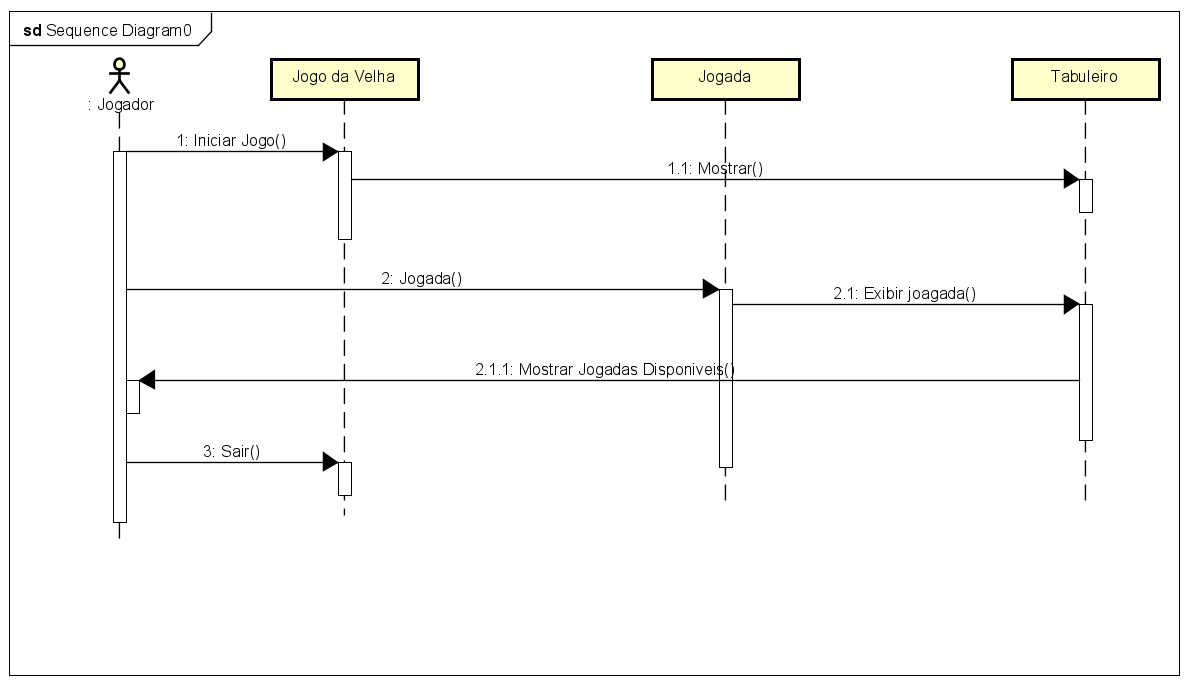 sd Sequence Diagram0
: Jogador
Jogo da Velha
Jogada
Tabuleiro
1: Iniciar Jogo()
1.1: Mostrar()
2: Jogada()
2.1: Exibir joagada()
2.1.1: Mostrar Jogadas Disponiveis()
3: Sair()